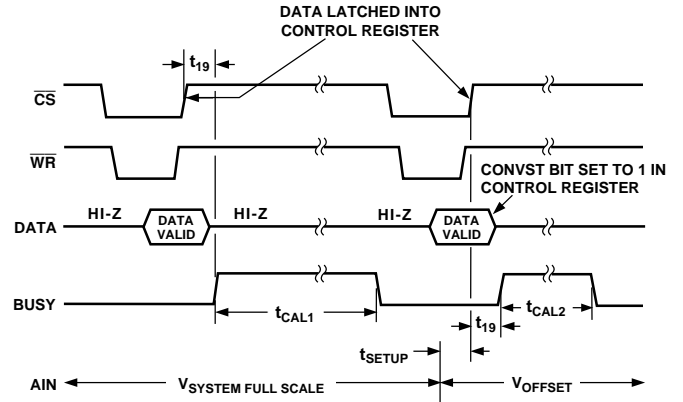 DATA LATCHED INTO
CONTROL REGISTER
t19
CS
WR
CONVST BIT SET TO 1 IN
CONTROL REGISTER
HI-Z HI-Z HI-Z
DATA DATA VALID DATA VALID
BUSY
tCAL1 t19 tCAL2
tSETUP
AIN VSYSTEM FULL SCALE VOFFSET